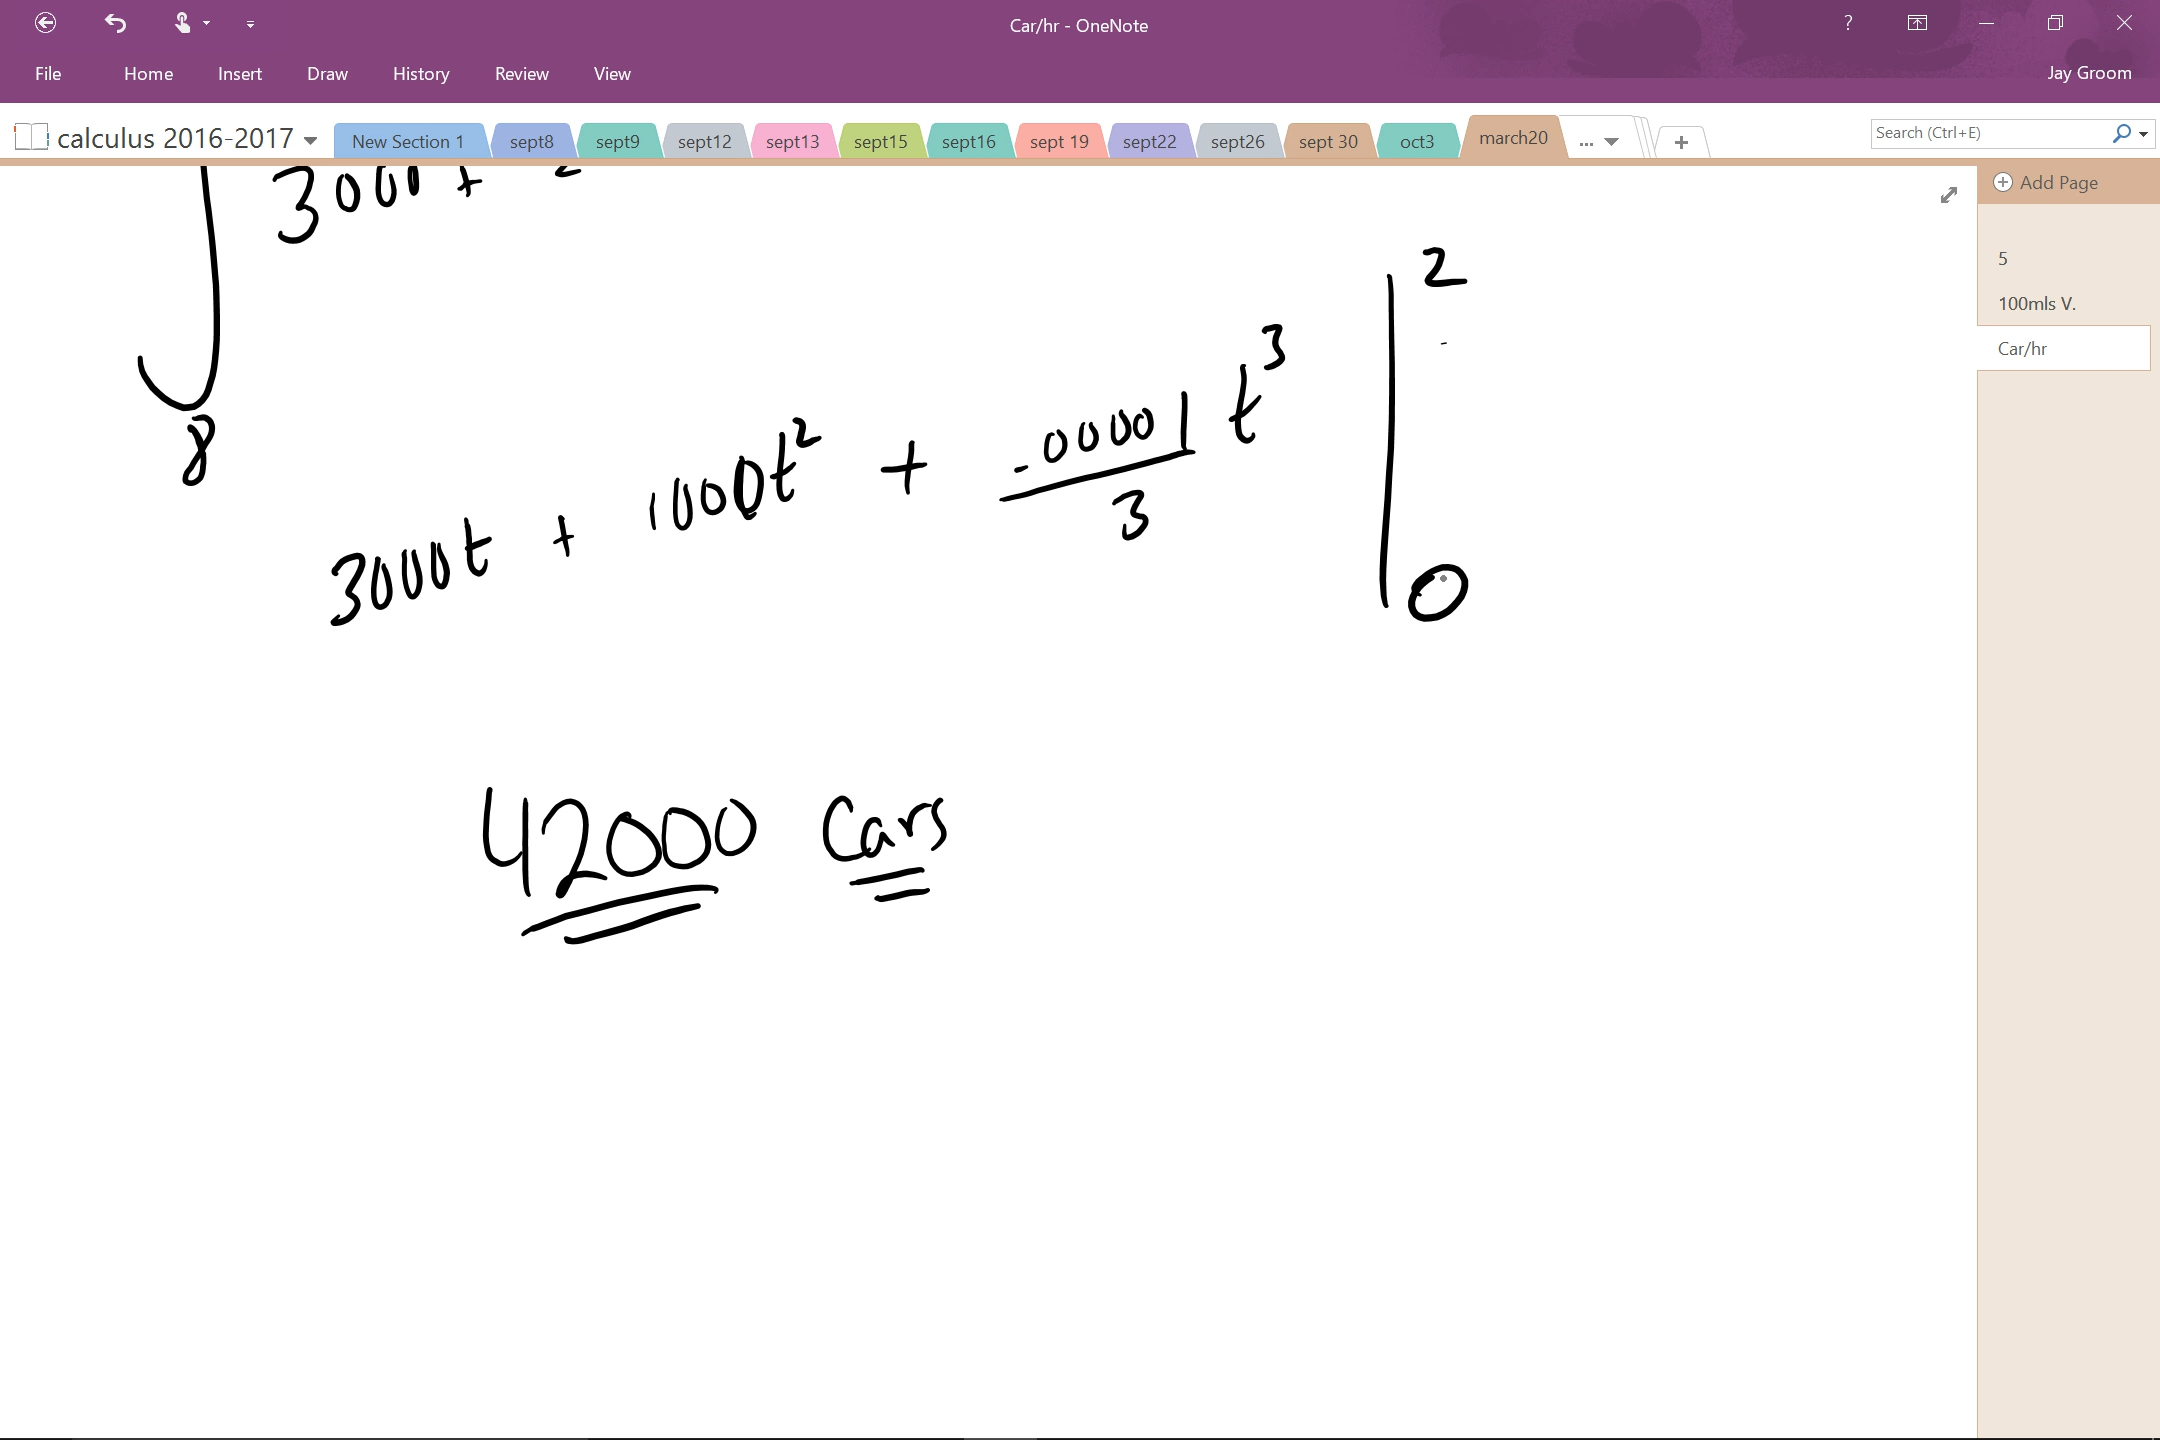 Car/hr - OneNote
?
File Home Insert Draw History Review View
Jay Groom
calculus 2016-2017 New Section 1 sept8 sept9 sept12 sept13 sept15 sept16 sept 19 sept22 sept26 sept 30 oct3 march20 ... +
Search (Ctrl+E)
Add Page
5
100mls V.
Car/hr
∫ 3000 +
8
3000t + 1000t² + .00001/3 t³ | 2
0
42000 Cars